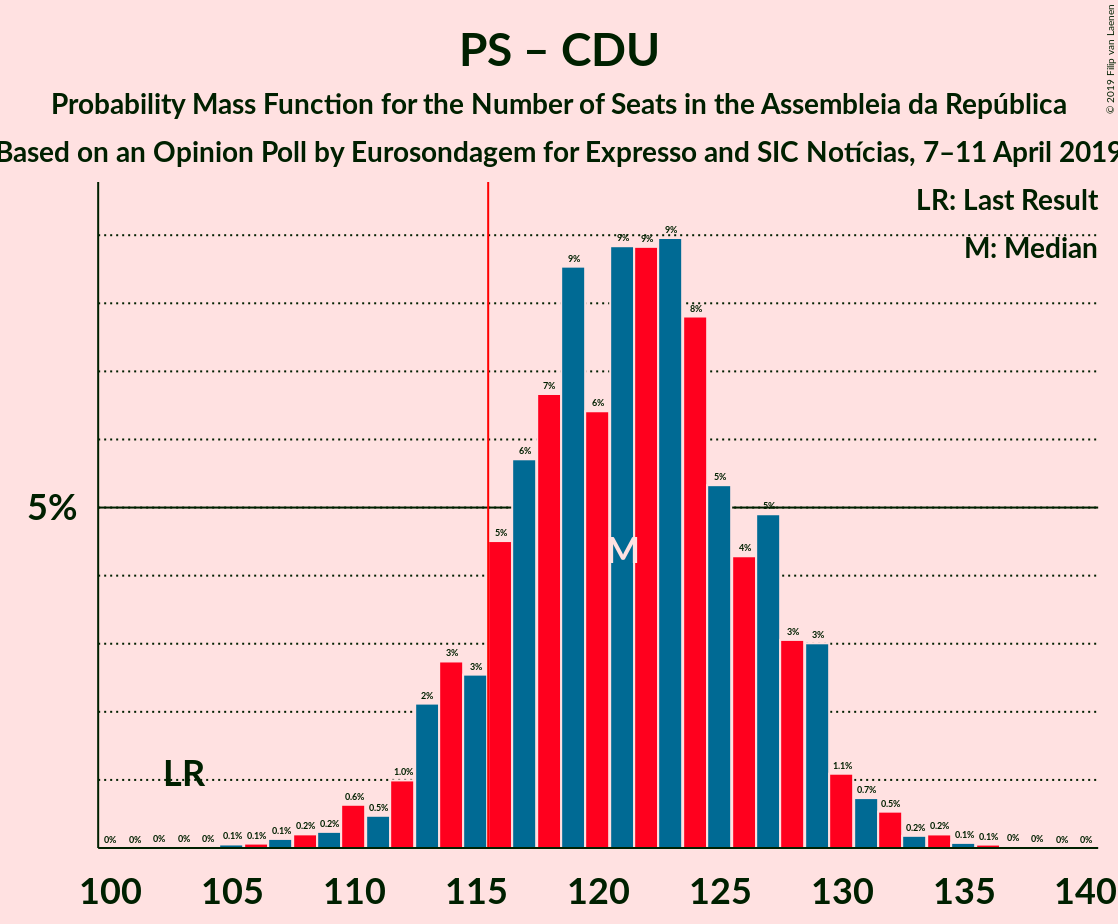 PS – CDU
Probability Mass Function for the Number of Seats in the Assembleia da República
Based on an Opinion Poll by Eurosondagem for Expresso and SIC Notícias, 7–11 April 2019
© 2019 Filip van Laenen
LR: Last Result
M: Median
5%
0% 0% 0% 0% 0% 0.1% 0.1% 0.1% 0.2% 0.2% 0.6% 0.5% 1.0% 2% 3% 3% 5% 6% 7% 9% 6% 9% 9% 9% 8% 5% 4% 5% 3% 3% 1.1% 0.7% 0.5% 0.2% 0.2% 0.1% 0.1% 0% 0% 0% 0%
M
LR
100 105 110 115 120 125 130 135 140